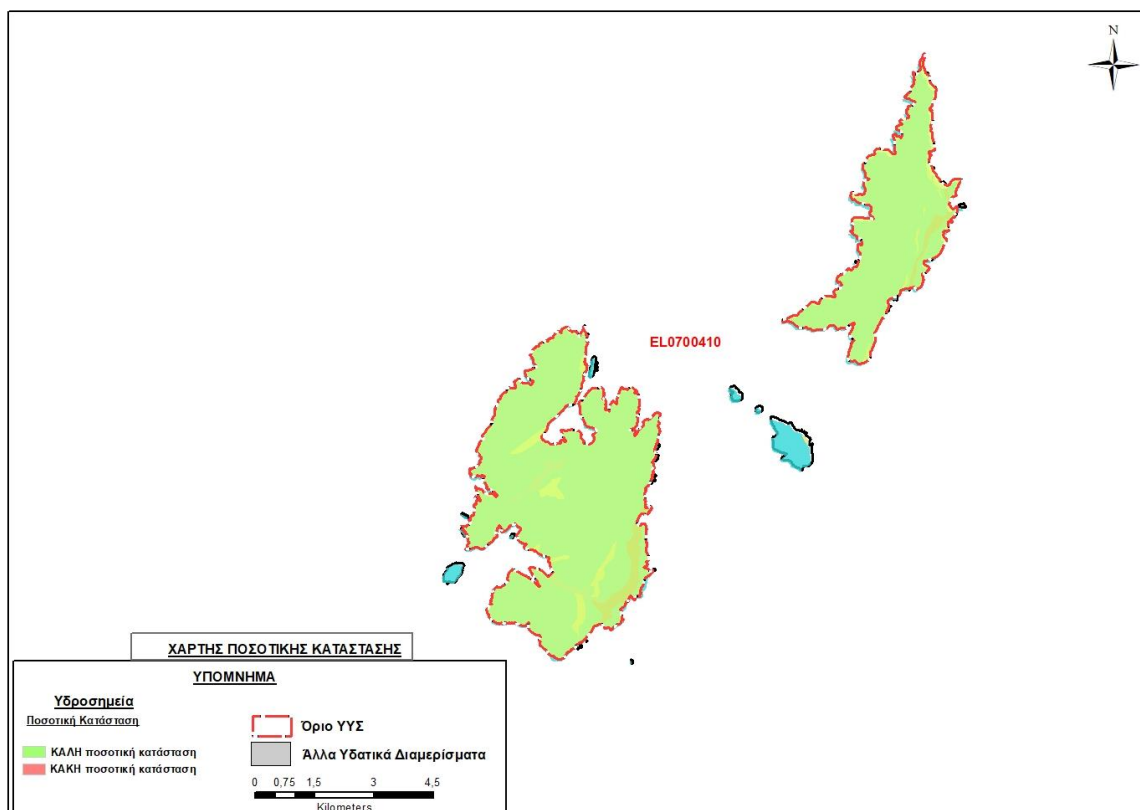 N
EL0700410
ΧΑΡΤΗΣ ΠΟΣΟΤΙΚΗΣ ΚΑΤΑΣΤΑΣΗΣ
ΥΠΟΜΝΗΜΑ
Υδροσημεία
Ποσοτική Κατάσταση
ΚΑΛΗ ποσοτική κατάσταση
ΚΑΚΗ ποσοτική κατάσταση
Όριο ΥΥΣ
Άλλα Υδατικά Διαμερίσματα
0 0,75 1,5 3 4,5
Kilometers